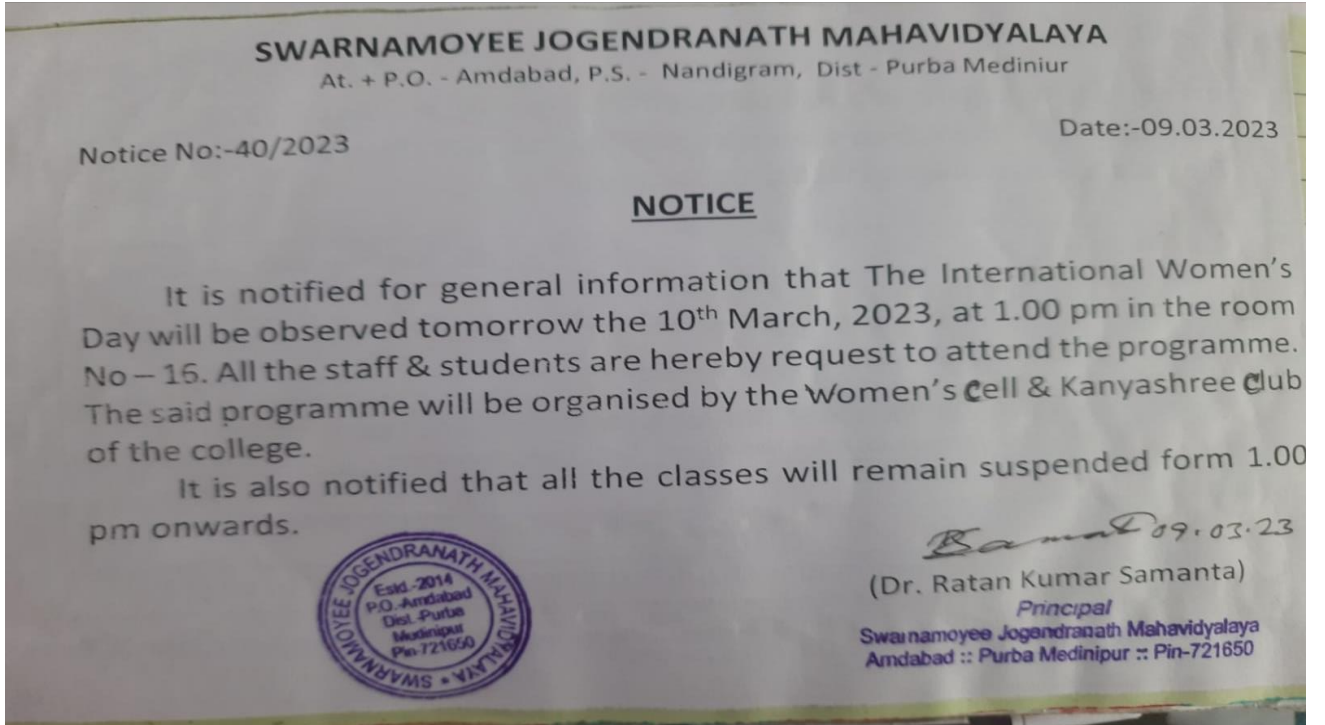 SWARNAMOYEE JOGENDRANATH MAHAVIDYALAYA
At. + P.O. - Amdabad, P.S. - Nandigram, Dist - Purba Mediniur
Notice No:-40/2023
Date:-09.03.2023
NOTICE
It is notified for general information that The International Women's
Day will be observed tomorrow the 10th March, 2023, at 1.00 pm in the room
No – 16. All the staff & students are hereby request to attend the programme.
The said programme will be organised by the Women's cell & Kanyashree Club
of the college.
It is also notified that all the classes will remain suspended form 1.00
pm onwards.
SWARNAMOYEE JOGENDRANATH MAHAVIDYALAYA *
Estd.-2014
P.O.-Amdabad
Dist.-Purba
Medinipur
Pin-721650
Samanta 09.03.23
(Dr. Ratan Kumar Samanta)
Principal
Swarnamoyee Jogendranath Mahavidyalaya
Amdabad :: Purba Medinipur :: Pin-721650